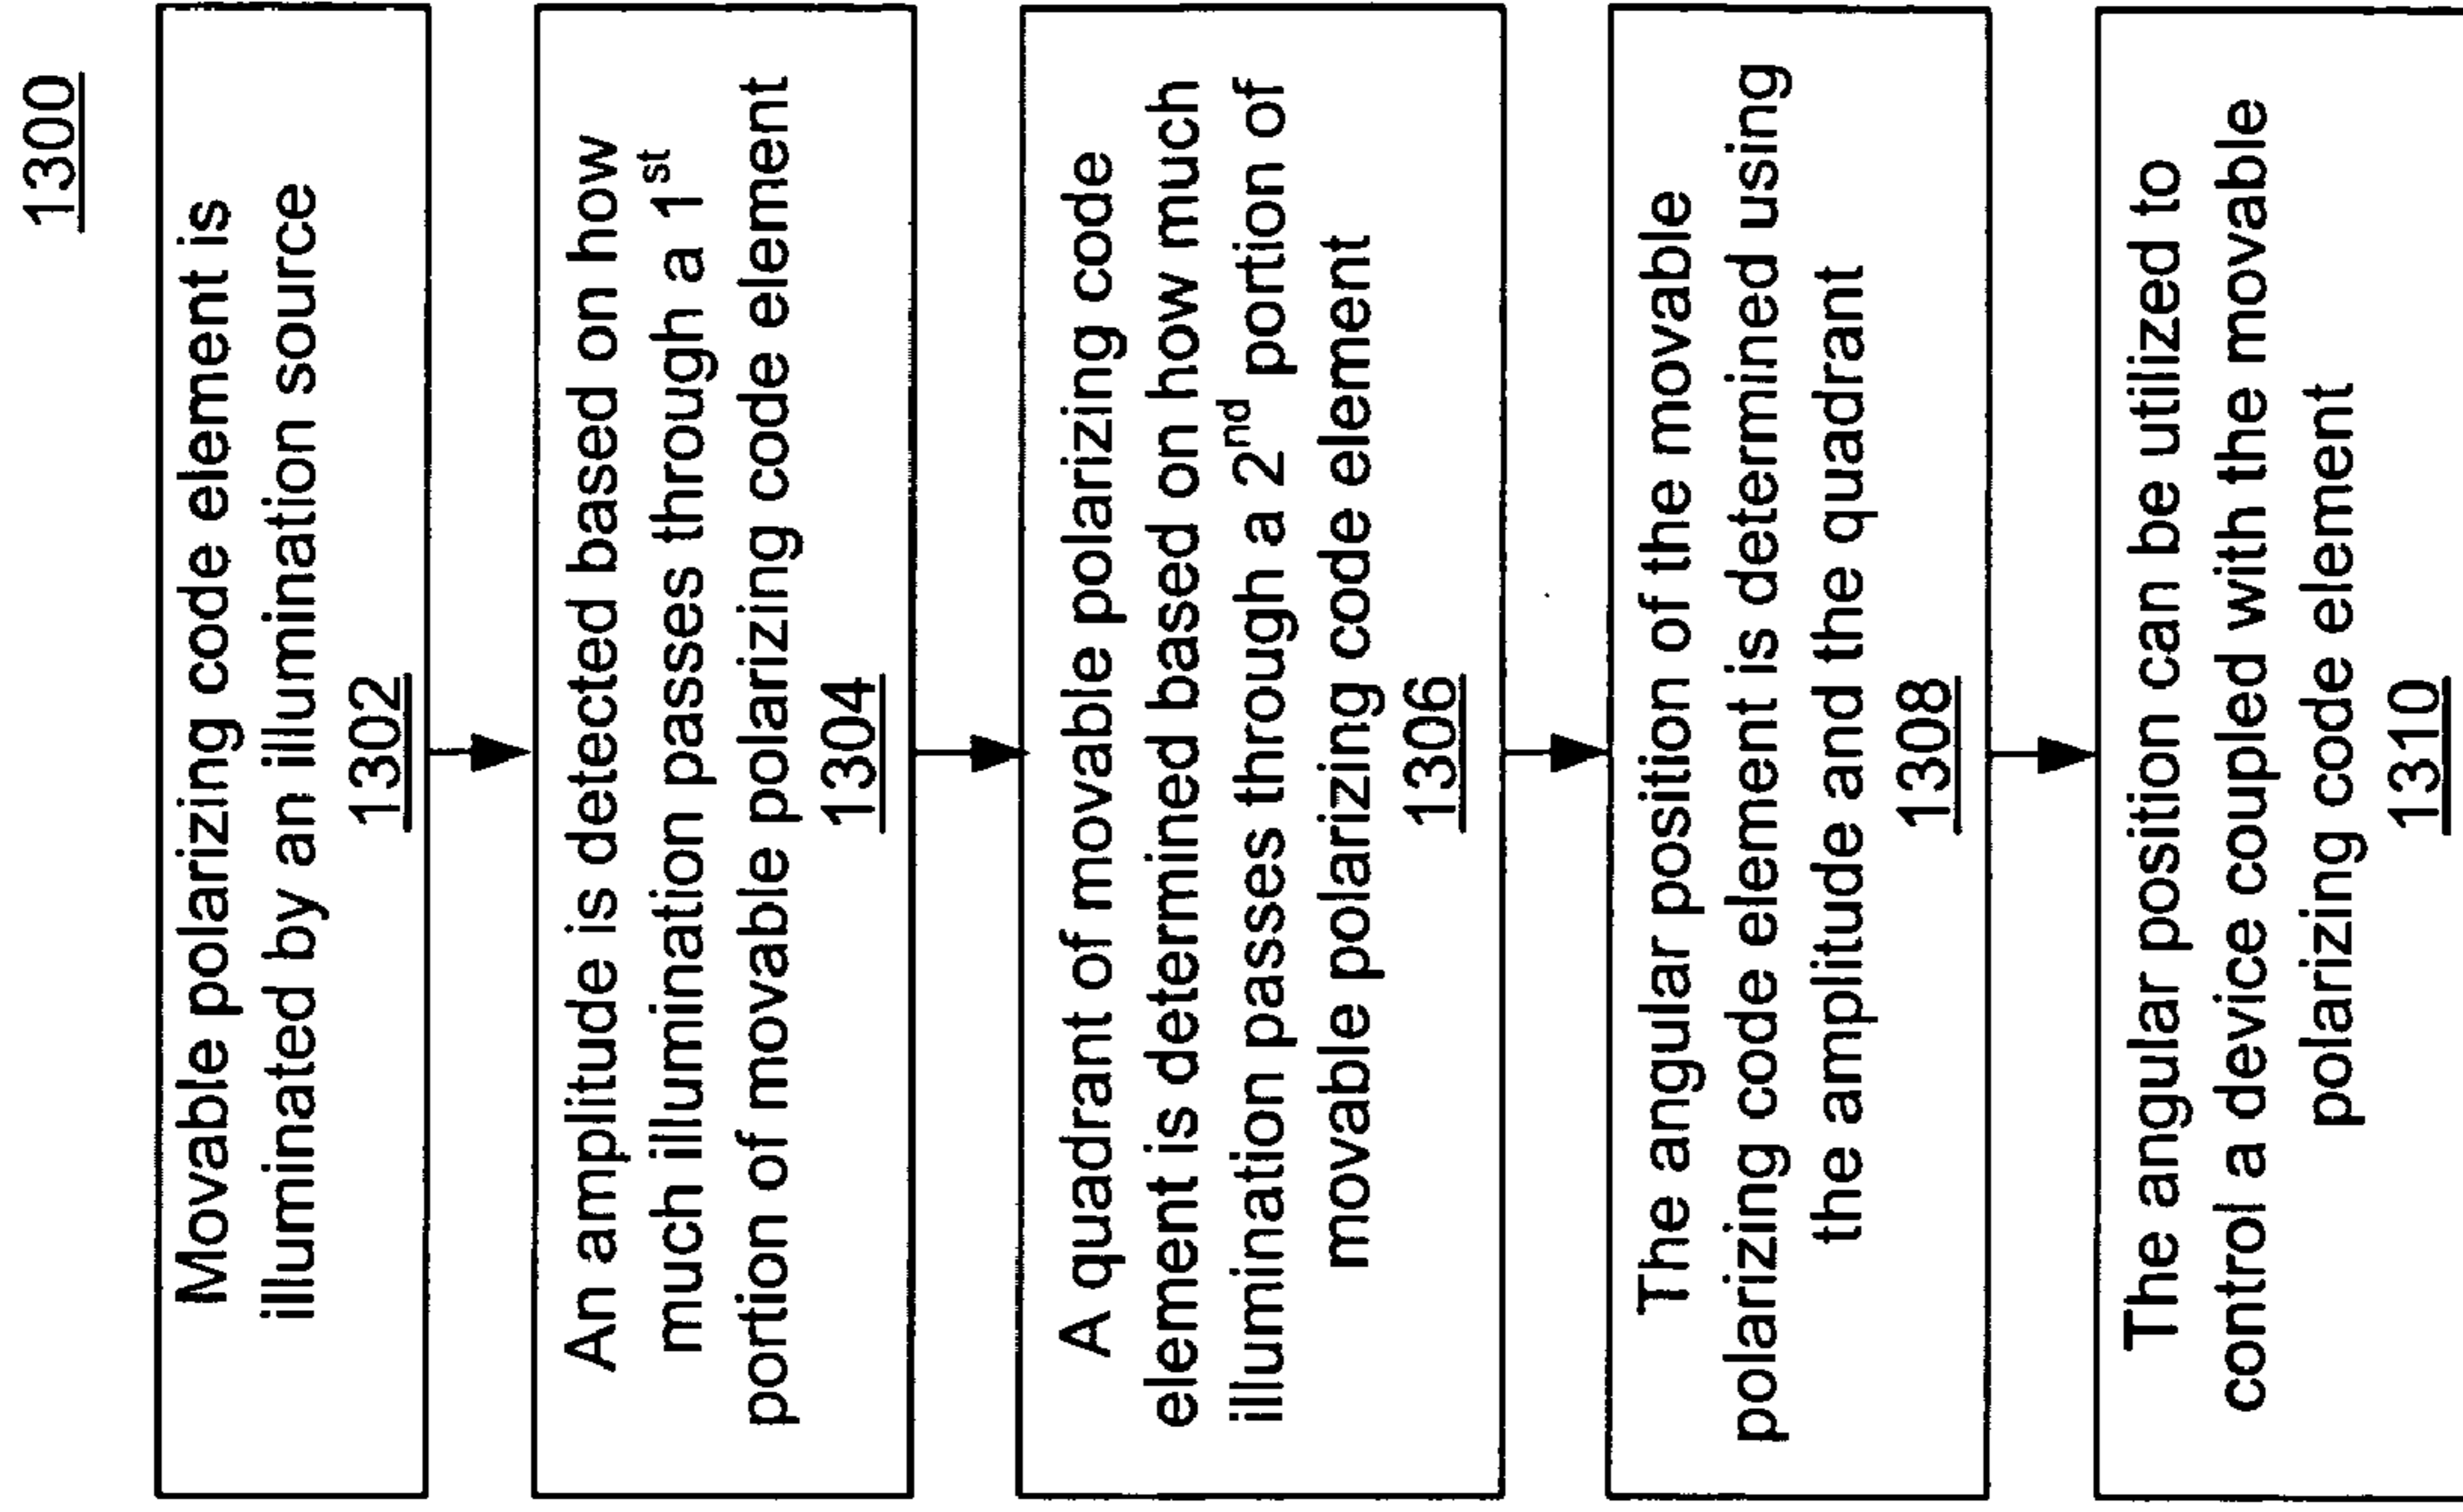 1300
Movable polarizing code element is
illuminated by an illumination source
1302
An amplitude is detected based on how
much illumination passes through a 1st
portion of movable polarizing code element
1304
A quadrant of movable polarizing code
element is determined based on how much
illumination passes through a 2nd portion of
movable polarizing code element
1306
The angular position of the movable
polarizing code element is determined using
the amplitude and the quadrant
1308
The angular position can be utilized to
control a device coupled with the movable
polarizing code element
1310